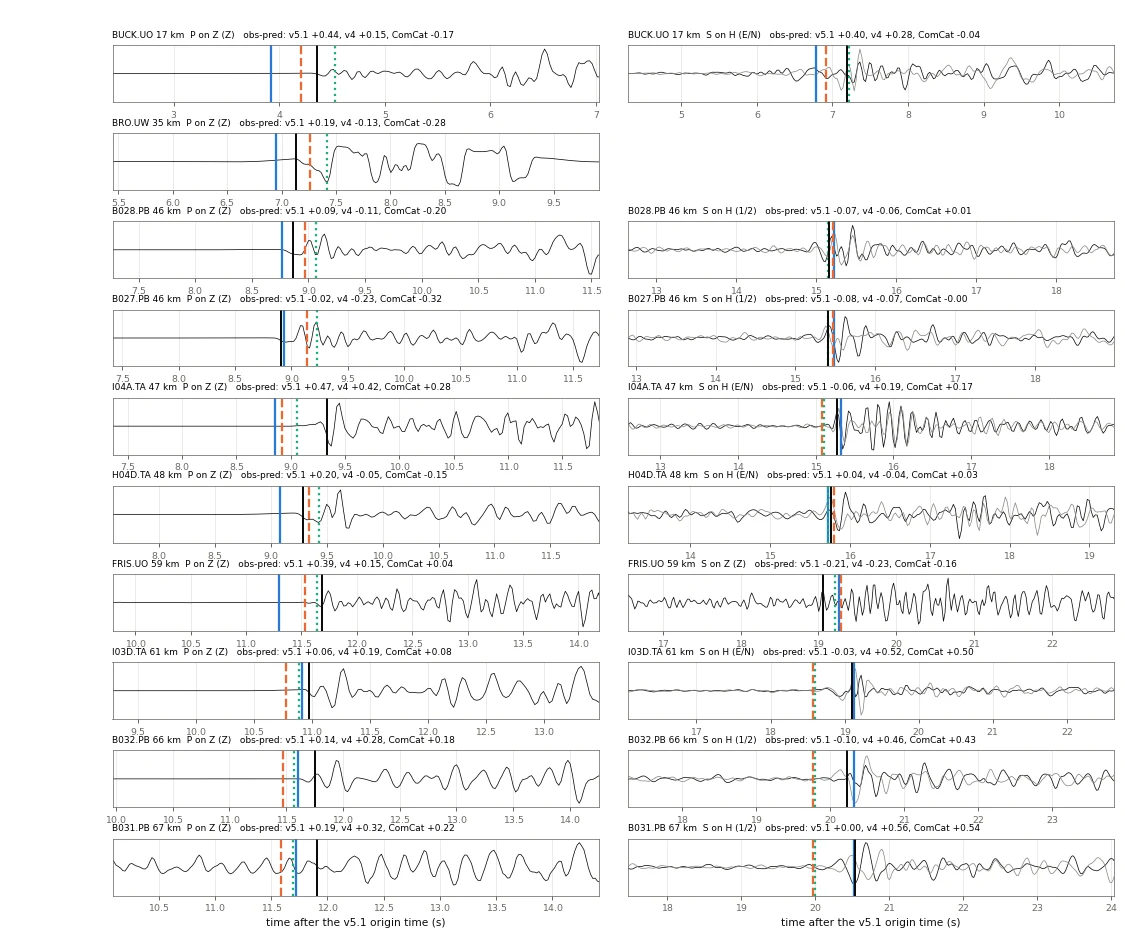 BUCK.UO 17 km P on Z (Z) obs-pred: v5.1 +0.44, v4 +0.15, ComCat -0.17
BUCK.UO 17 km S on H (E/N) obs-pred: v5.1 +0.40, v4 +0.28, ComCat -0.04
3 4 5 6 7
5 6 7 8 9 10
BRO.UW 35 km P on Z (Z) obs-pred: v5.1 +0.19, v4 -0.13, ComCat -0.28
5.5 6.0 6.5 7.0 7.5 8.0 8.5 9.0 9.5
B028.PB 46 km P on Z (Z) obs-pred: v5.1 +0.09, v4 -0.11, ComCat -0.20
B028.PB 46 km S on H (1/2) obs-pred: v5.1 -0.07, v4 -0.06, ComCat +0.01
7.5 8.0 8.5 9.0 9.5 10.0 10.5 11.0 11.5
13 14 15 16 17 18
B027.PB 46 km P on Z (Z) obs-pred: v5.1 -0.02, v4 -0.23, ComCat -0.32
B027.PB 46 km S on H (1/2) obs-pred: v5.1 -0.08, v4 -0.07, ComCat -0.00
7.5 8.0 8.5 9.0 9.5 10.0 10.5 11.0 11.5
13 14 15 16 17 18
I04A.TA 47 km P on Z (Z) obs-pred: v5.1 +0.47, v4 +0.42, ComCat +0.28
I04A.TA 47 km S on H (E/N) obs-pred: v5.1 -0.06, v4 +0.19, ComCat +0.17
7.5 8.0 8.5 9.0 9.5 10.0 10.5 11.0 11.5
13 14 15 16 17 18
H04D.TA 48 km P on Z (Z) obs-pred: v5.1 +0.20, v4 -0.05, ComCat -0.15
H04D.TA 48 km S on H (E/N) obs-pred: v5.1 +0.04, v4 -0.04, ComCat +0.03
8.0 8.5 9.0 9.5 10.0 10.5 11.0 11.5
14 15 16 17 18 19
FRIS.UO 59 km P on Z (Z) obs-pred: v5.1 +0.39, v4 +0.15, ComCat +0.04
FRIS.UO 59 km S on Z (Z) obs-pred: v5.1 -0.21, v4 -0.23, ComCat -0.16
10.0 10.5 11.0 11.5 12.0 12.5 13.0 13.5 14.0
17 18 19 20 21 22
I03D.TA 61 km P on Z (Z) obs-pred: v5.1 +0.06, v4 +0.19, ComCat +0.08
I03D.TA 61 km S on H (E/N) obs-pred: v5.1 -0.03, v4 +0.52, ComCat +0.50
9.5 10.0 10.5 11.0 11.5 12.0 12.5 13.0
17 18 19 20 21 22
B032.PB 66 km P on Z (Z) obs-pred: v5.1 +0.14, v4 +0.28, ComCat +0.18
B032.PB 66 km S on H (1/2) obs-pred: v5.1 -0.10, v4 +0.46, ComCat +0.43
10.0 10.5 11.0 11.5 12.0 12.5 13.0 13.5 14.0
18 19 20 21 22 23
B031.PB 67 km P on Z (Z) obs-pred: v5.1 +0.19, v4 +0.32, ComCat +0.22
B031.PB 67 km S on H (1/2) obs-pred: v5.1 +0.00, v4 +0.56, ComCat +0.54
10.5 11.0 11.5 12.0 12.5 13.0 13.5 14.0
18 19 20 21 22 23 24
time after the v5.1 origin time (s)
time after the v5.1 origin time (s)